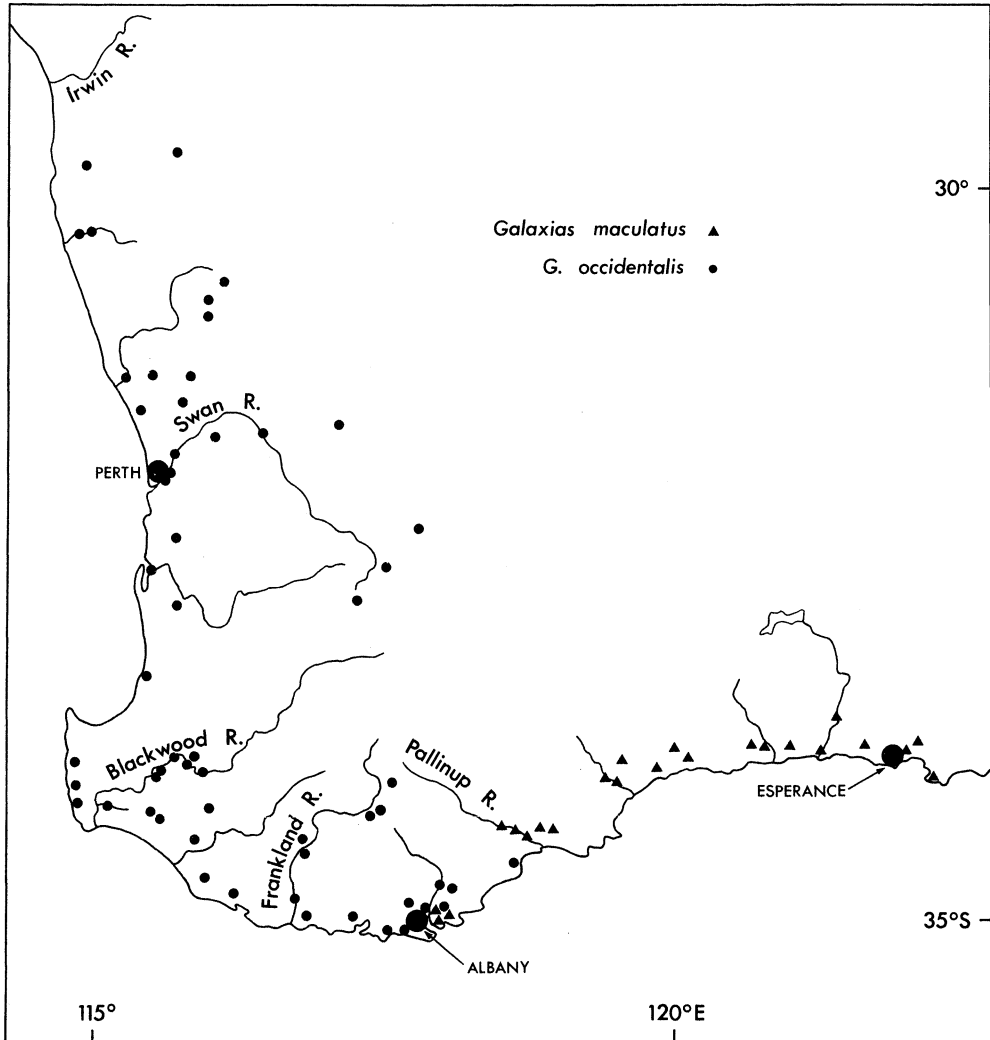 Irwin R.
30°
Galaxias maculatus
G. occidentalis
Swan R.
PERTH
Blackwood R.
Pallinup R.
ESPERANCE
Frankland R.
35°S
ALBANY
115°
120°E